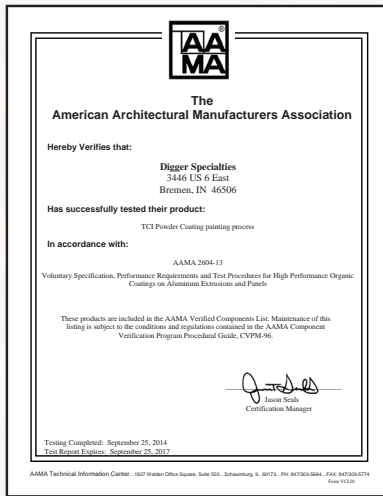 AA
MA
The
American Architectural Manufacturers Association
Hereby Verifies that:
Digger Specialties
3446 US 6 East
Bremen, IN  46506
Has successfully tested their product:
TCI Powder Coating painting process
In accordance with:
AAMA 2604-13
Voluntary Specification, Performance Requirements and Test Procedures for High Performance Organic
Coatings on Aluminum Extrusions and Panels
These products are included in the AAMA Verified Components List. Maintenance of this
listing is subject to the conditions and regulations contained in the AAMA Component
Verification Program Procedural Guide, CVPM-96.
Jason Seals
Certification Manager
Testing Completed:  September 25, 2014
Test Report Expires:  September 25, 2017
AAMA Technical Information Center...1827 Walden Office Square, Suite 550...Schaumburg, IL  60173...PH: 847/303-5664...FAX: 847/303-5774
Form VCL01